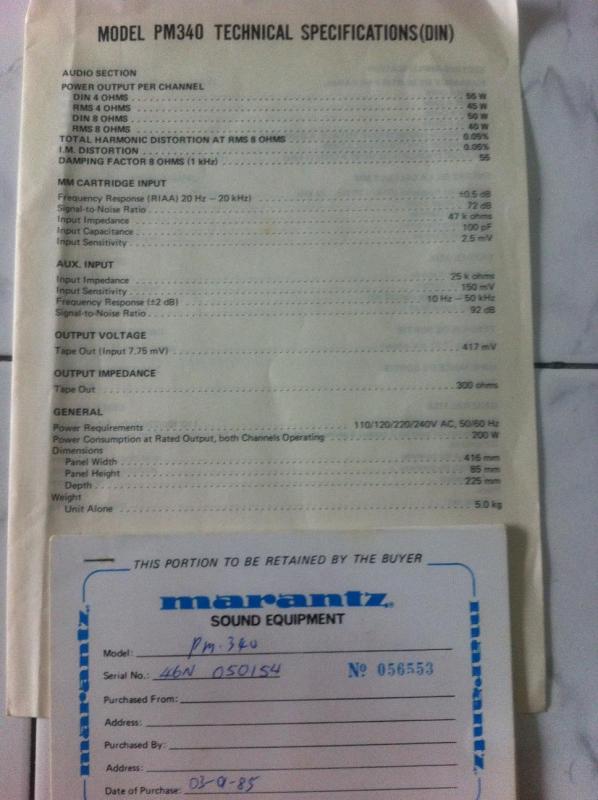 MODEL PM340 TECHNICAL SPECIFICATIONS(DIN)
AUDIO SECTION
POWER OUTPUT PER CHANNEL
DIN 4 OHMS 55 W
RMS 4 OHMS 45 W
DIN 8 OHMS 50 W
RMS 8 OHMS 40 W
TOTAL HARMONIC DISTORTION AT RMS 8 OHMS 0.05%
I.M. DISTORTION 0.05%
DAMPING FACTOR 8 OHMS (1 kHz) 55
MM CARTRIDGE INPUT
Frequency Response (RIAA) 20 Hz – 20 kHz) ±0.5 dB
Signal-to-Noise Ratio 72 dB
Input Impedance 47 k ohms
Input Capacitance 100 pF
Input Sensitivity 2.5 mV
AUX. INPUT
Input Impedance 25 k ohms
Input Sensitivity 150 mV
Frequency Response (±2 dB) 10 Hz – 50 kHz
Signal-to-Noise Ratio 92 dB
OUTPUT VOLTAGE
Tape Out (Input 7.75 mV) 417 mV
OUTPUT IMPEDANCE
Tape Out 300 ohms
GENERAL
Power Requirements 110/120/220/240V AC, 50/60 Hz
Power Consumption at Rated Output, both Channels Operating 200 W
Dimensions
Panel Width 416 mm
Panel Height 85 mm
Depth 225 mm
Weight
Unit Alone 5.0 kg
THIS PORTION TO BE RETAINED BY THE BUYER
marantz
SOUND EQUIPMENT
Model: PM-340
Serial No.: 46N 050154 Nº 056553
Purchased From:
Address:
Purchased By:
Address:
Date of Purchase:
marantz
marantz